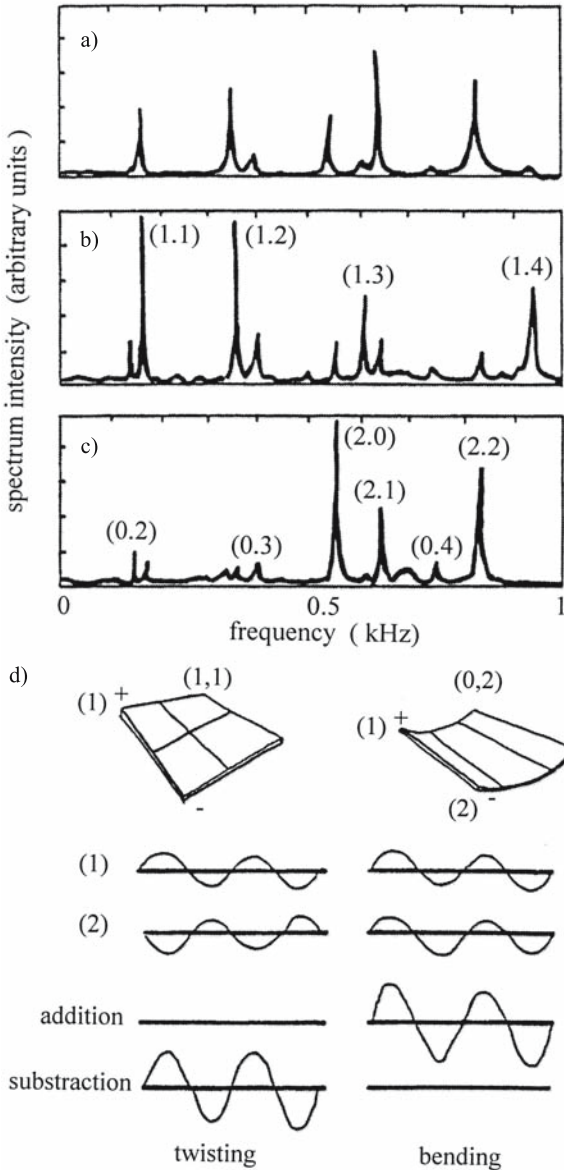 a)
b)
(1.1)
(1.2)
(1.3)
(1.4)
c)
(2.0)
(2.2)
(2.1)
(0.2)
(0.3)
(0.4)
spectrum intensity (arbitrary units)
0 0.5 1
frequency ( kHz)
d)
(1,1) (0,2)
(1) + (1) +
- (2) -
(1)
(2)
addition
substraction
twisting bending